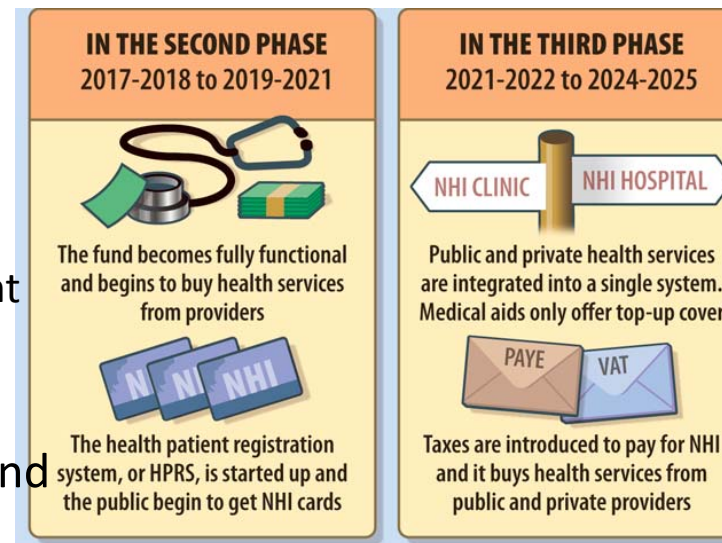 IN THE SECOND PHASE
2017-2018 to 2019-2021
The fund becomes fully functional
and begins to buy health services
from providers
N NI NHI
The health patient registration
system, or HPRS, is started up and
the public begin to get NHI cards
IN THE THIRD PHASE
2021-2022 to 2024-2025
NHI CLINIC NHI HOSPITAL
Public and private health services
are integrated into a single system.
Medical aids only offer top-up cover
PAYE VAT
Taxes are introduced to pay for NHI
and it buys health services from
public and private providers